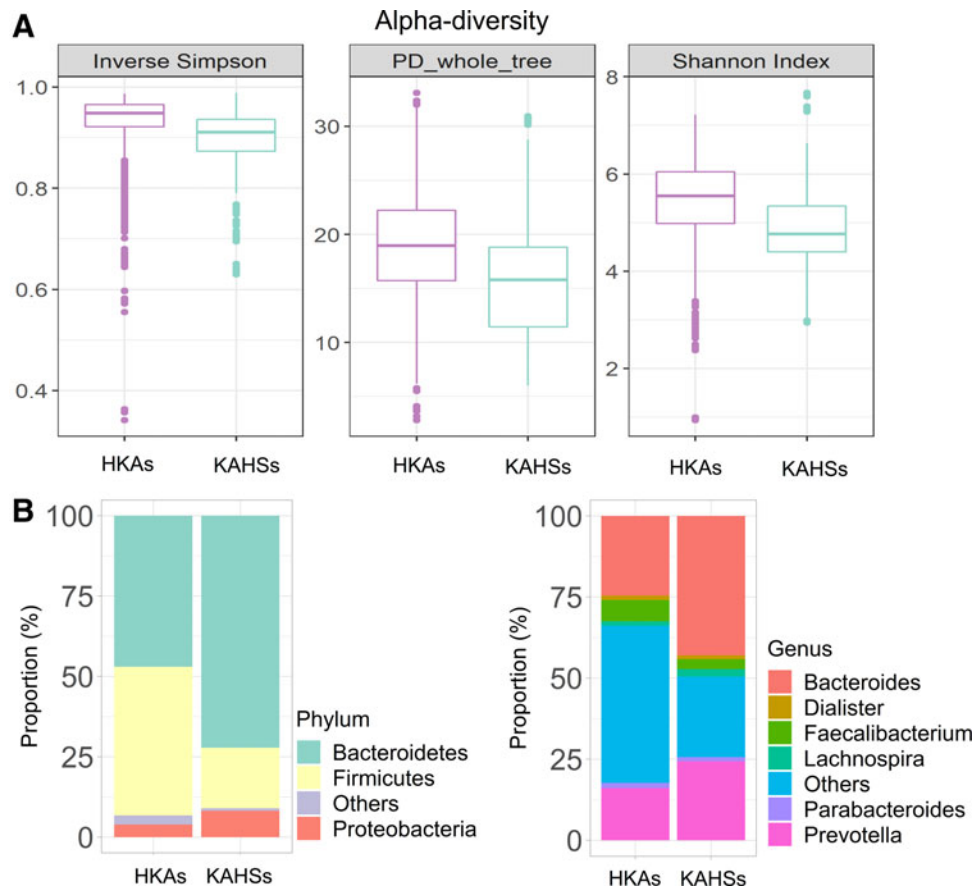 A
Alpha-diversity
Inverse Simpson
PD_whole_tree
Shannon Index
1.0
0.8
0.6
0.4
30
20
10
8
6
4
2
HKAs
KAHSs
HKAs
KAHSs
HKAs
KAHSs
B
Proportion (%)
100
75
50
25
0
HKAs
KAHSs
Phylum
Bacteroidetes
Firmicutes
Others
Proteobacteria
Proportion (%)
100
75
50
25
0
HKAs
KAHSs
Genus
Bacteroides
Dialister
Faecalibacterium
Lachnospira
Others
Parabacteroides
Prevotella